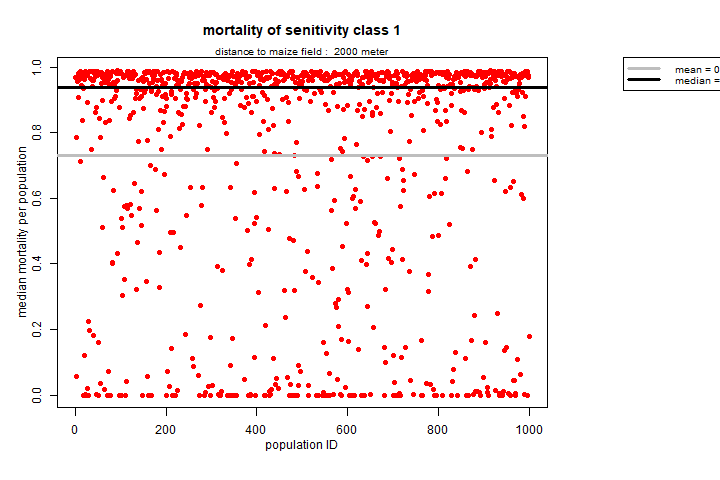 mortality of senitivity class 1
distance to maize field :  2000 meter
mean = 0
median =
median mortality per population
1.0
0.8
0.6
0.4
0.2
0.0
0 200 400 600 800 1000
population ID